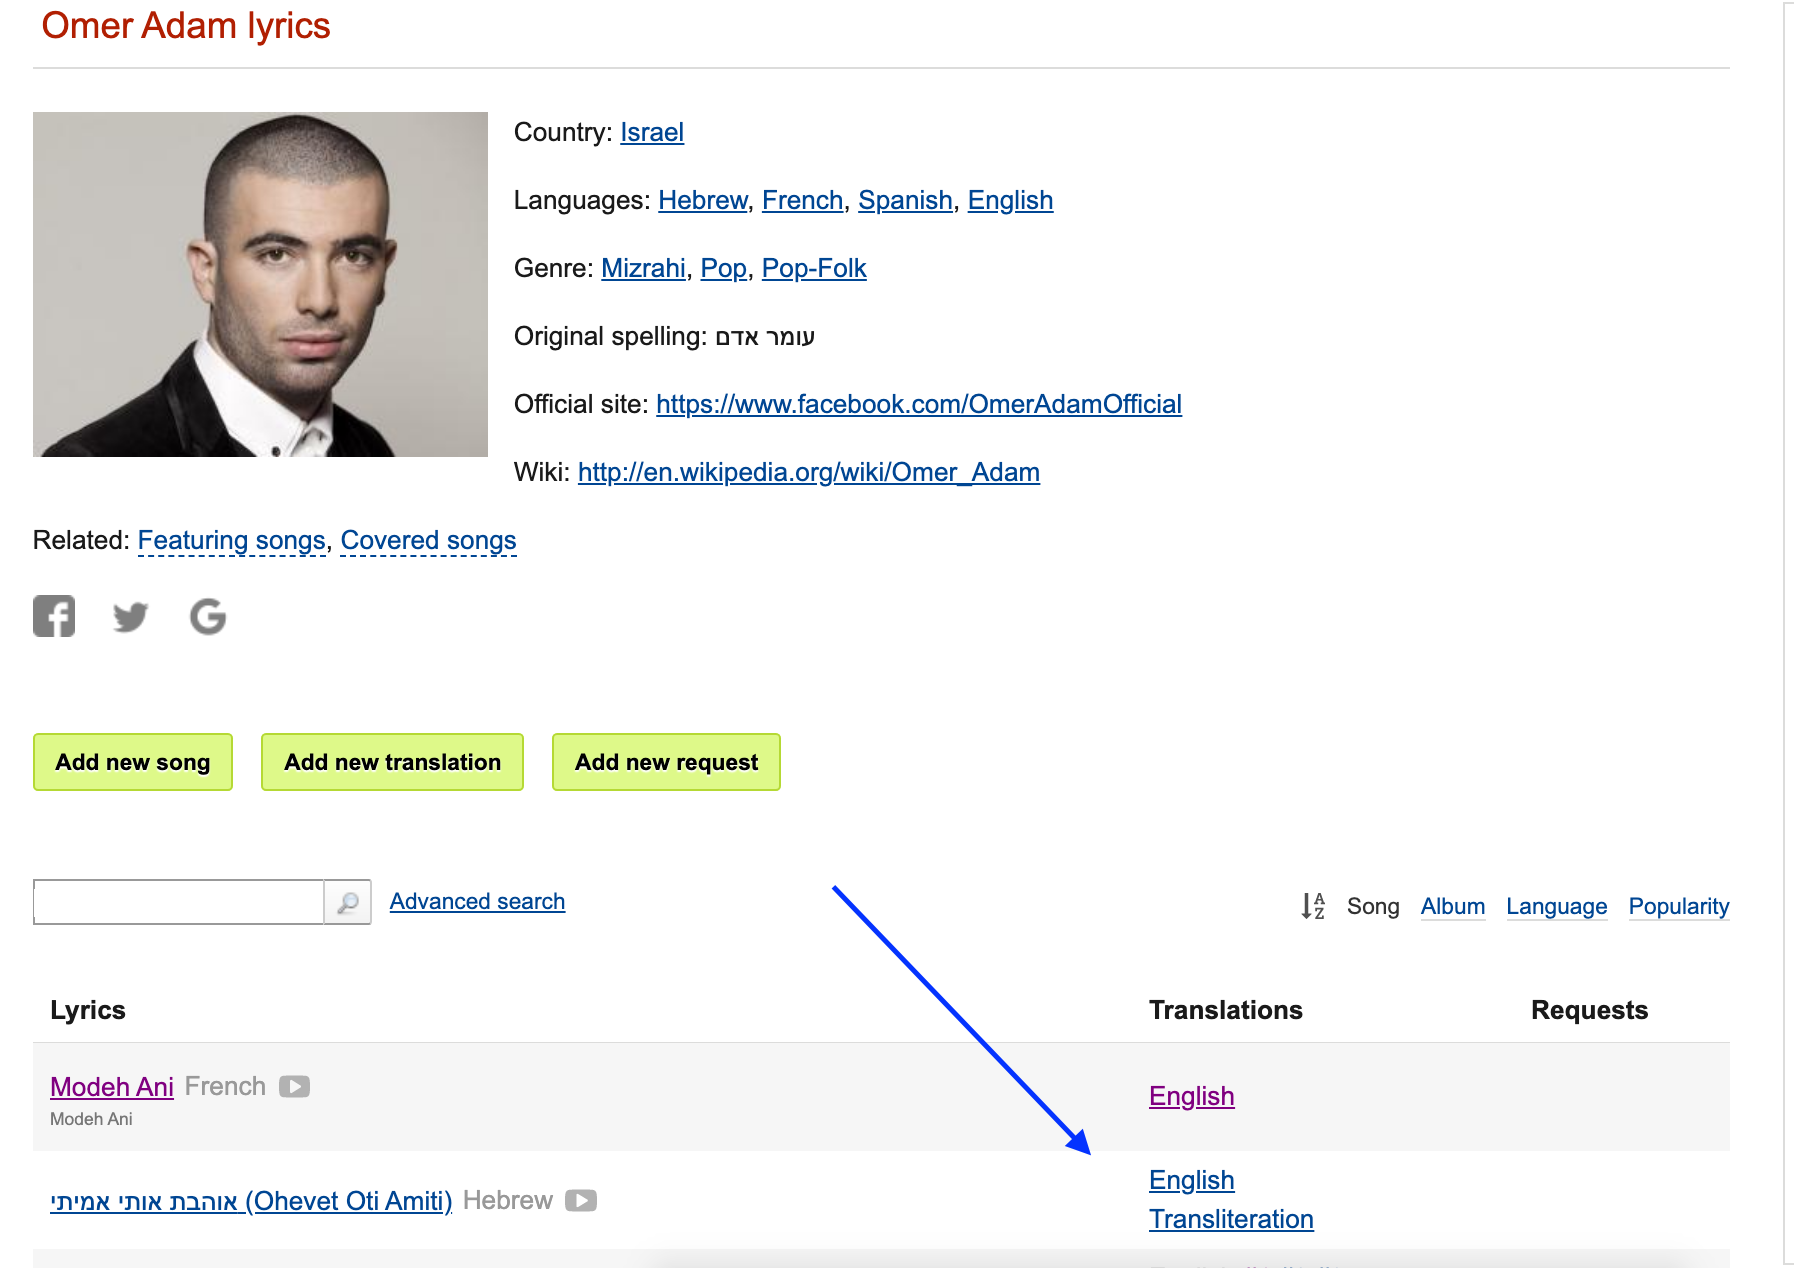 Omer Adam lyrics
Country: Israel
Languages: Hebrew, French, Spanish, English
Genre: Mizrahi, Pop, Pop-Folk
Original spelling: עומר אדם
Official site: https://www.facebook.com/OmerAdamOfficial
Wiki: http://en.wikipedia.org/wiki/Omer_Adam
Related: Featuring songs, Covered songs
Add new song Add new translation Add new request
Advanced search
Song Album Language Popularity
Lyrics Translations Requests
Modeh Ani French English
Modeh Ani
אוהבת אותי אמיתי (Ohevet Oti Amiti) Hebrew English
Transliteration